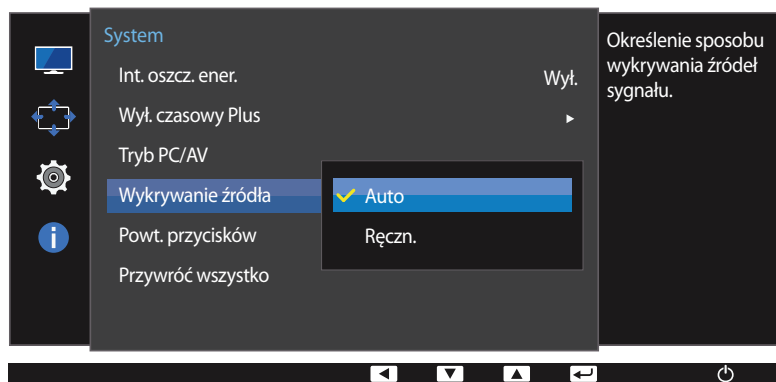 System
Int. oszcz. ener.
Wył.
Wył. czasowy Plus
Tryb PC/AV
Wykrywanie źródła
Auto
Powt. przycisków
Ręczn.
Przywróć wszystko
Określenie sposobu
wykrywania źródeł
sygnału.